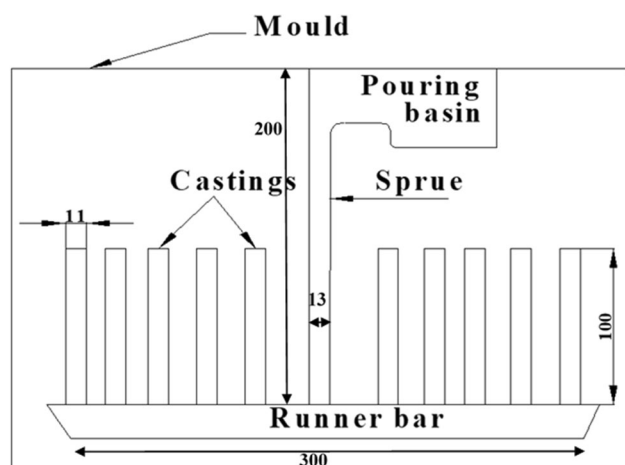 Mould
Pouring
basin
200
Castings
Sprue
11
13
100
Runner bar
300